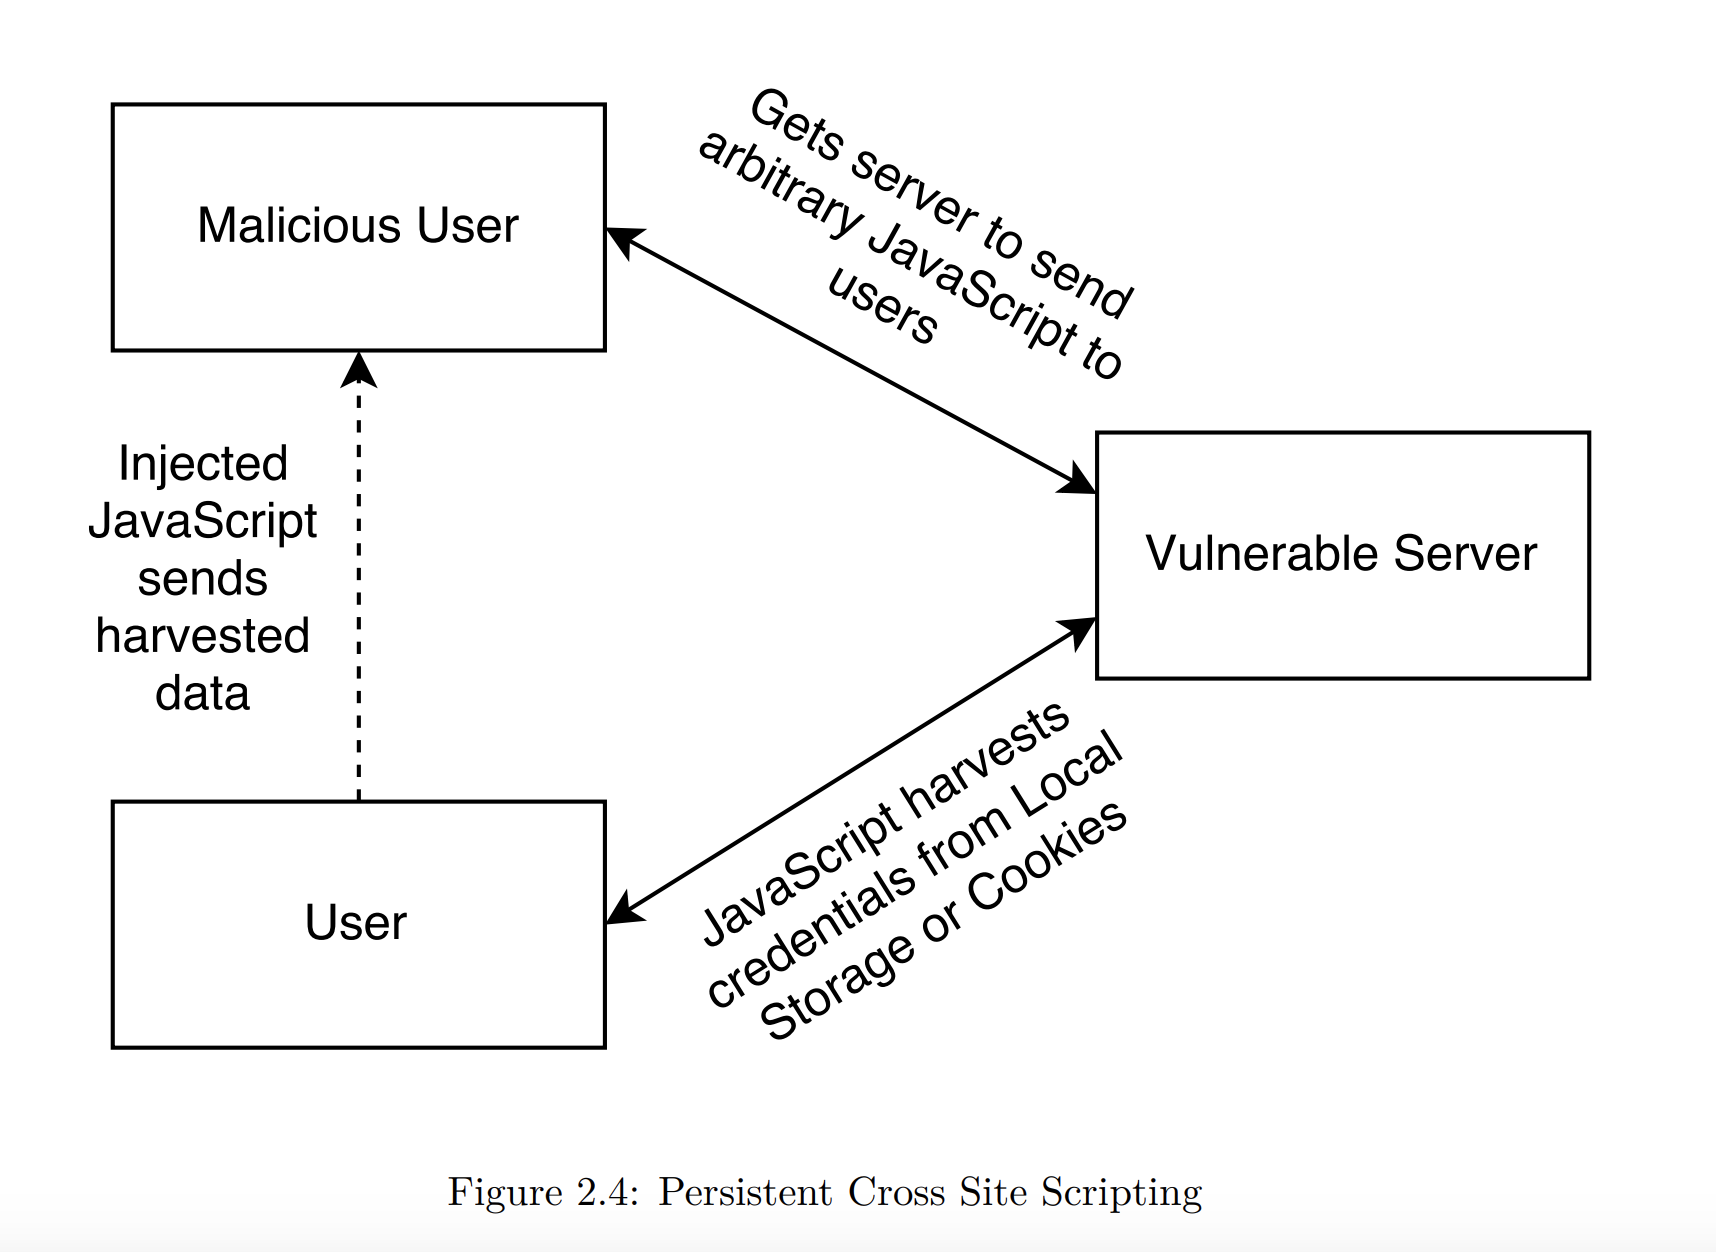 Malicious User
Gets server to send
arbitrary JavaScript to
users
Injected
JavaScript
sends
harvested
data
Vulnerable Server
User
JavaScript harvests
credentials from Local
Storage or Cookies
Figure 2.4: Persistent Cross Site Scripting